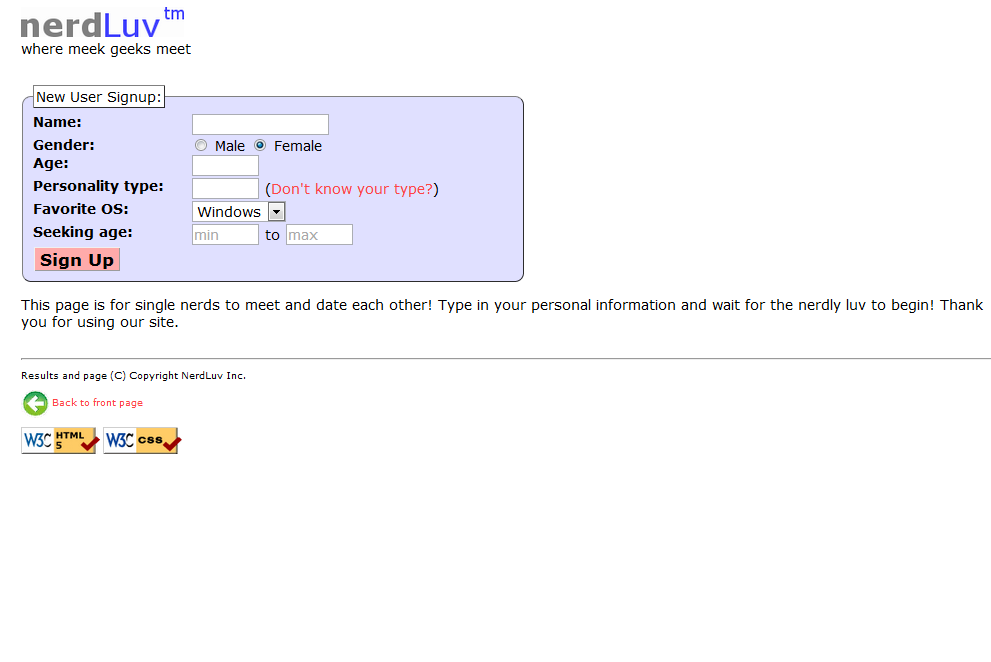 nerdLuv™
where meek geeks meet
New User Signup:
Name:
Gender: Male Female
Age:
Personality type: (Don't know your type?)
Favorite OS: Windows
Seeking age: min to max
Sign Up
This page is for single nerds to meet and date each other! Type in your personal information and wait for the nerdly luv to begin! Thank
you for using our site.
Results and page (C) Copyright NerdLuv Inc.
Back to front page
W3C HTML 5 W3C CSS